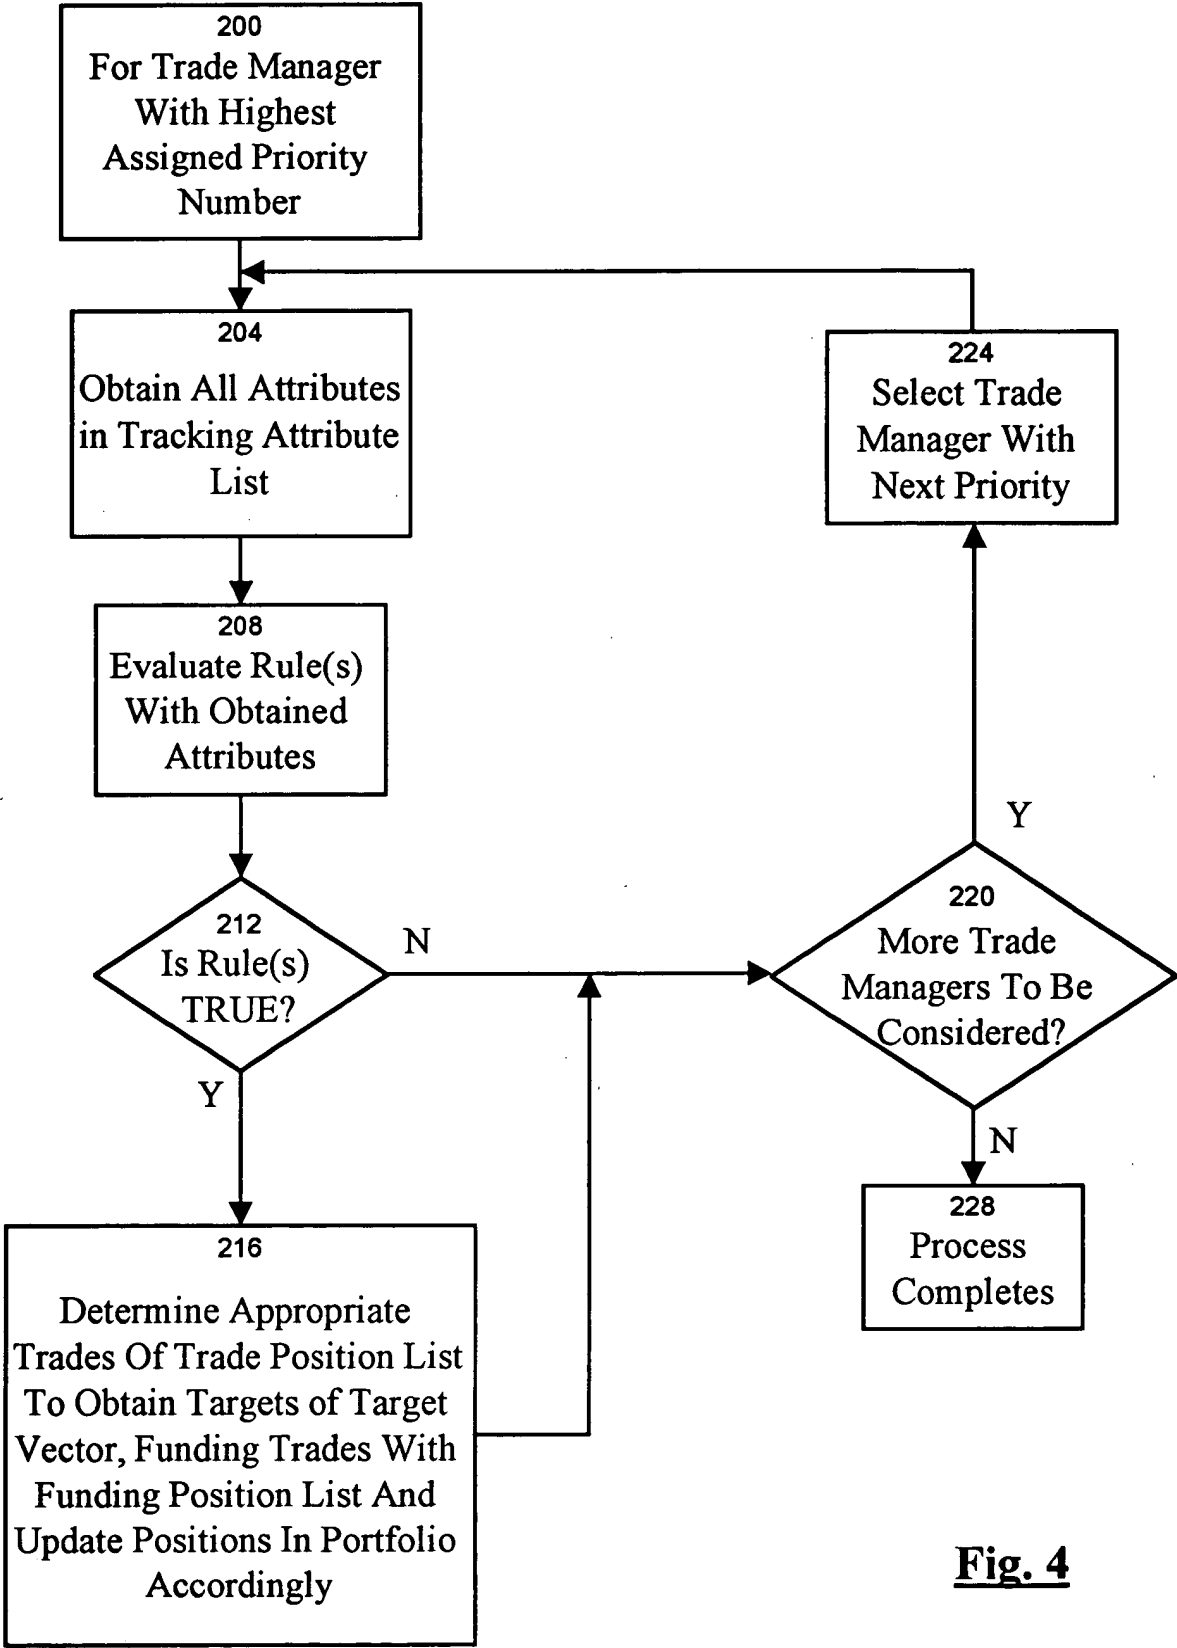 200
For Trade Manager
With Highest
Assigned Priority
Number
204
Obtain All Attributes
in Tracking Attribute
List
208
Evaluate Rule(s)
With Obtained
Attributes
212
Is Rule(s)
TRUE?
N
Y
216
Determine Appropriate
Trades Of Trade Position List
To Obtain Targets of Target
Vector, Funding Trades With
Funding Position List And
Update Positions In Portfolio
Accordingly
224
Select Trade
Manager With
Next Priority
Y
220
More Trade
Managers To Be
Considered?
N
228
Process
Completes
Fig. 4